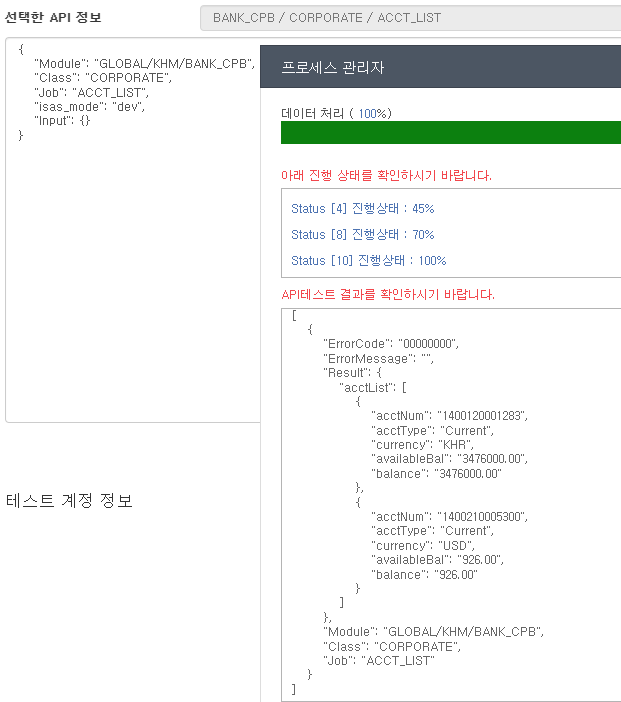 선택한 API 정보
BANK_CPB / CORPORATE / ACCT_LIST
{
"Module": "GLOBAL/KHM/BANK_CPB",
"Class": "CORPORATE",
"Job": "ACCT_LIST",
"isas_mode": "dev",
"Input": {}
}
테스트 계정 정보
프로세스 관리자
데이터 처리 ( 100%)
아래 진행 상태를 확인하시기 바랍니다.
Status [4] 진행상태 : 45%
Status [8] 진행상태 : 70%
Status [10] 진행상태 : 100%
API테스트 결과를 확인하시기 바랍니다.
[
{
"ErrorCode": "00000000",
"ErrorMessage": "",
"Result": {
"acctList": [
{
"acctNum": "1400120001283",
"acctType": "Current",
"currency": "KHR",
"availableBal": "3476000.00",
"balance": "3476000.00"
},
{
"acctNum": "1400210005300",
"acctType": "Current",
"currency": "USD",
"availableBal": "926.00",
"balance": "926.00"
}
]
},
"Module": "GLOBAL/KHM/BANK_CPB",
"Class": "CORPORATE",
"Job": "ACCT_LIST"
}
]